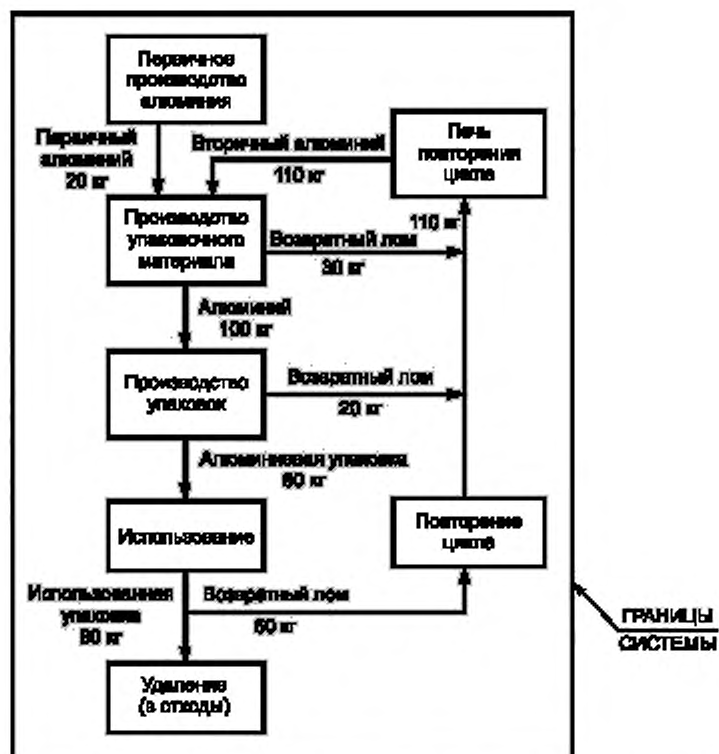 Первичное
производство
алюминия
Первичный
алюминий
20 кг
Вторичный алюминий
110 кг
Печь
повторения
цикла
110 кг
Производство
упаковочного
материала
Возвратный лом
30 кг
Алюминий
100 кг
Производство
упаковок
Возвратный лом
20 кг
Алюминиевая упаковка
80 кг
Использование
Повторение
цикла
Использованная
упаковка
80 кг
Возвратный лом
60 кг
Удаление
(в отходы)
ГРАНИЦЫ
СИСТЕМЫ